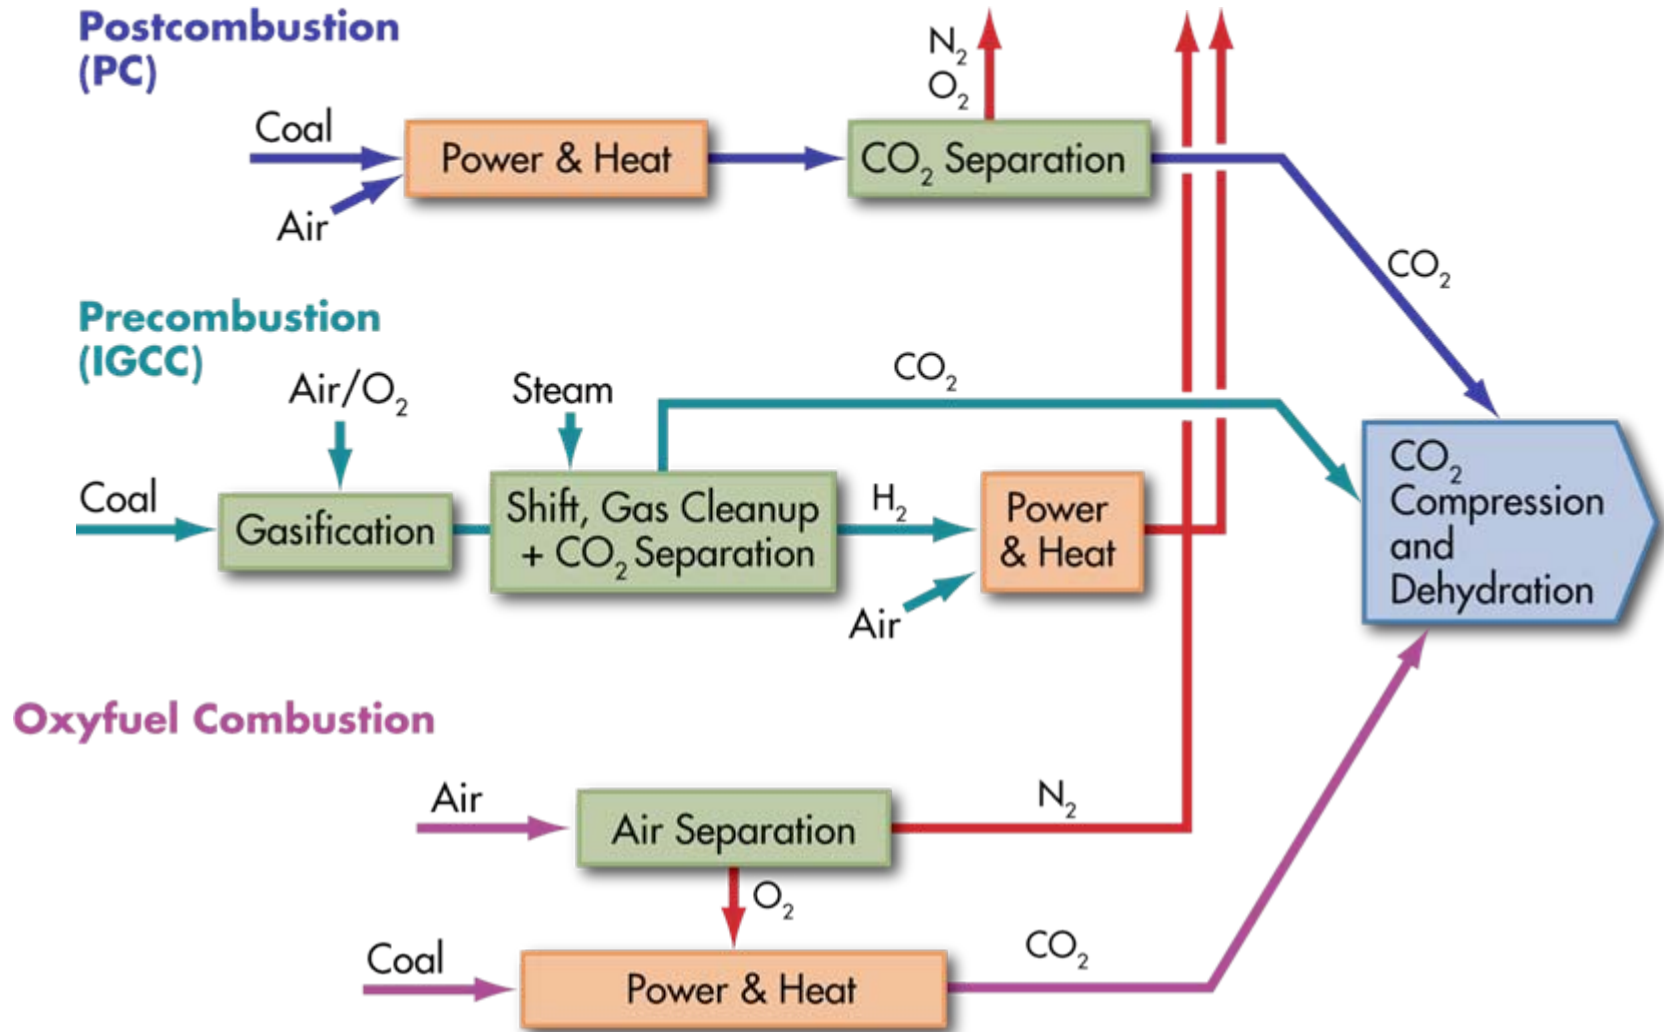 Postcombustion
(PC)
N₂
O₂
Coal
Power & Heat
CO₂ Separation
Air
CO₂
Precombustion
(IGCC)
Air/O₂
Steam
CO₂
Coal
Gasification
Shift, Gas Cleanup
+ CO₂ Separation
H₂
Air
Power
& Heat
CO₂
Compression
and
Dehydration
Oxyfuel Combustion
Air
Air Separation
N₂
O₂
Coal
Power & Heat
CO₂